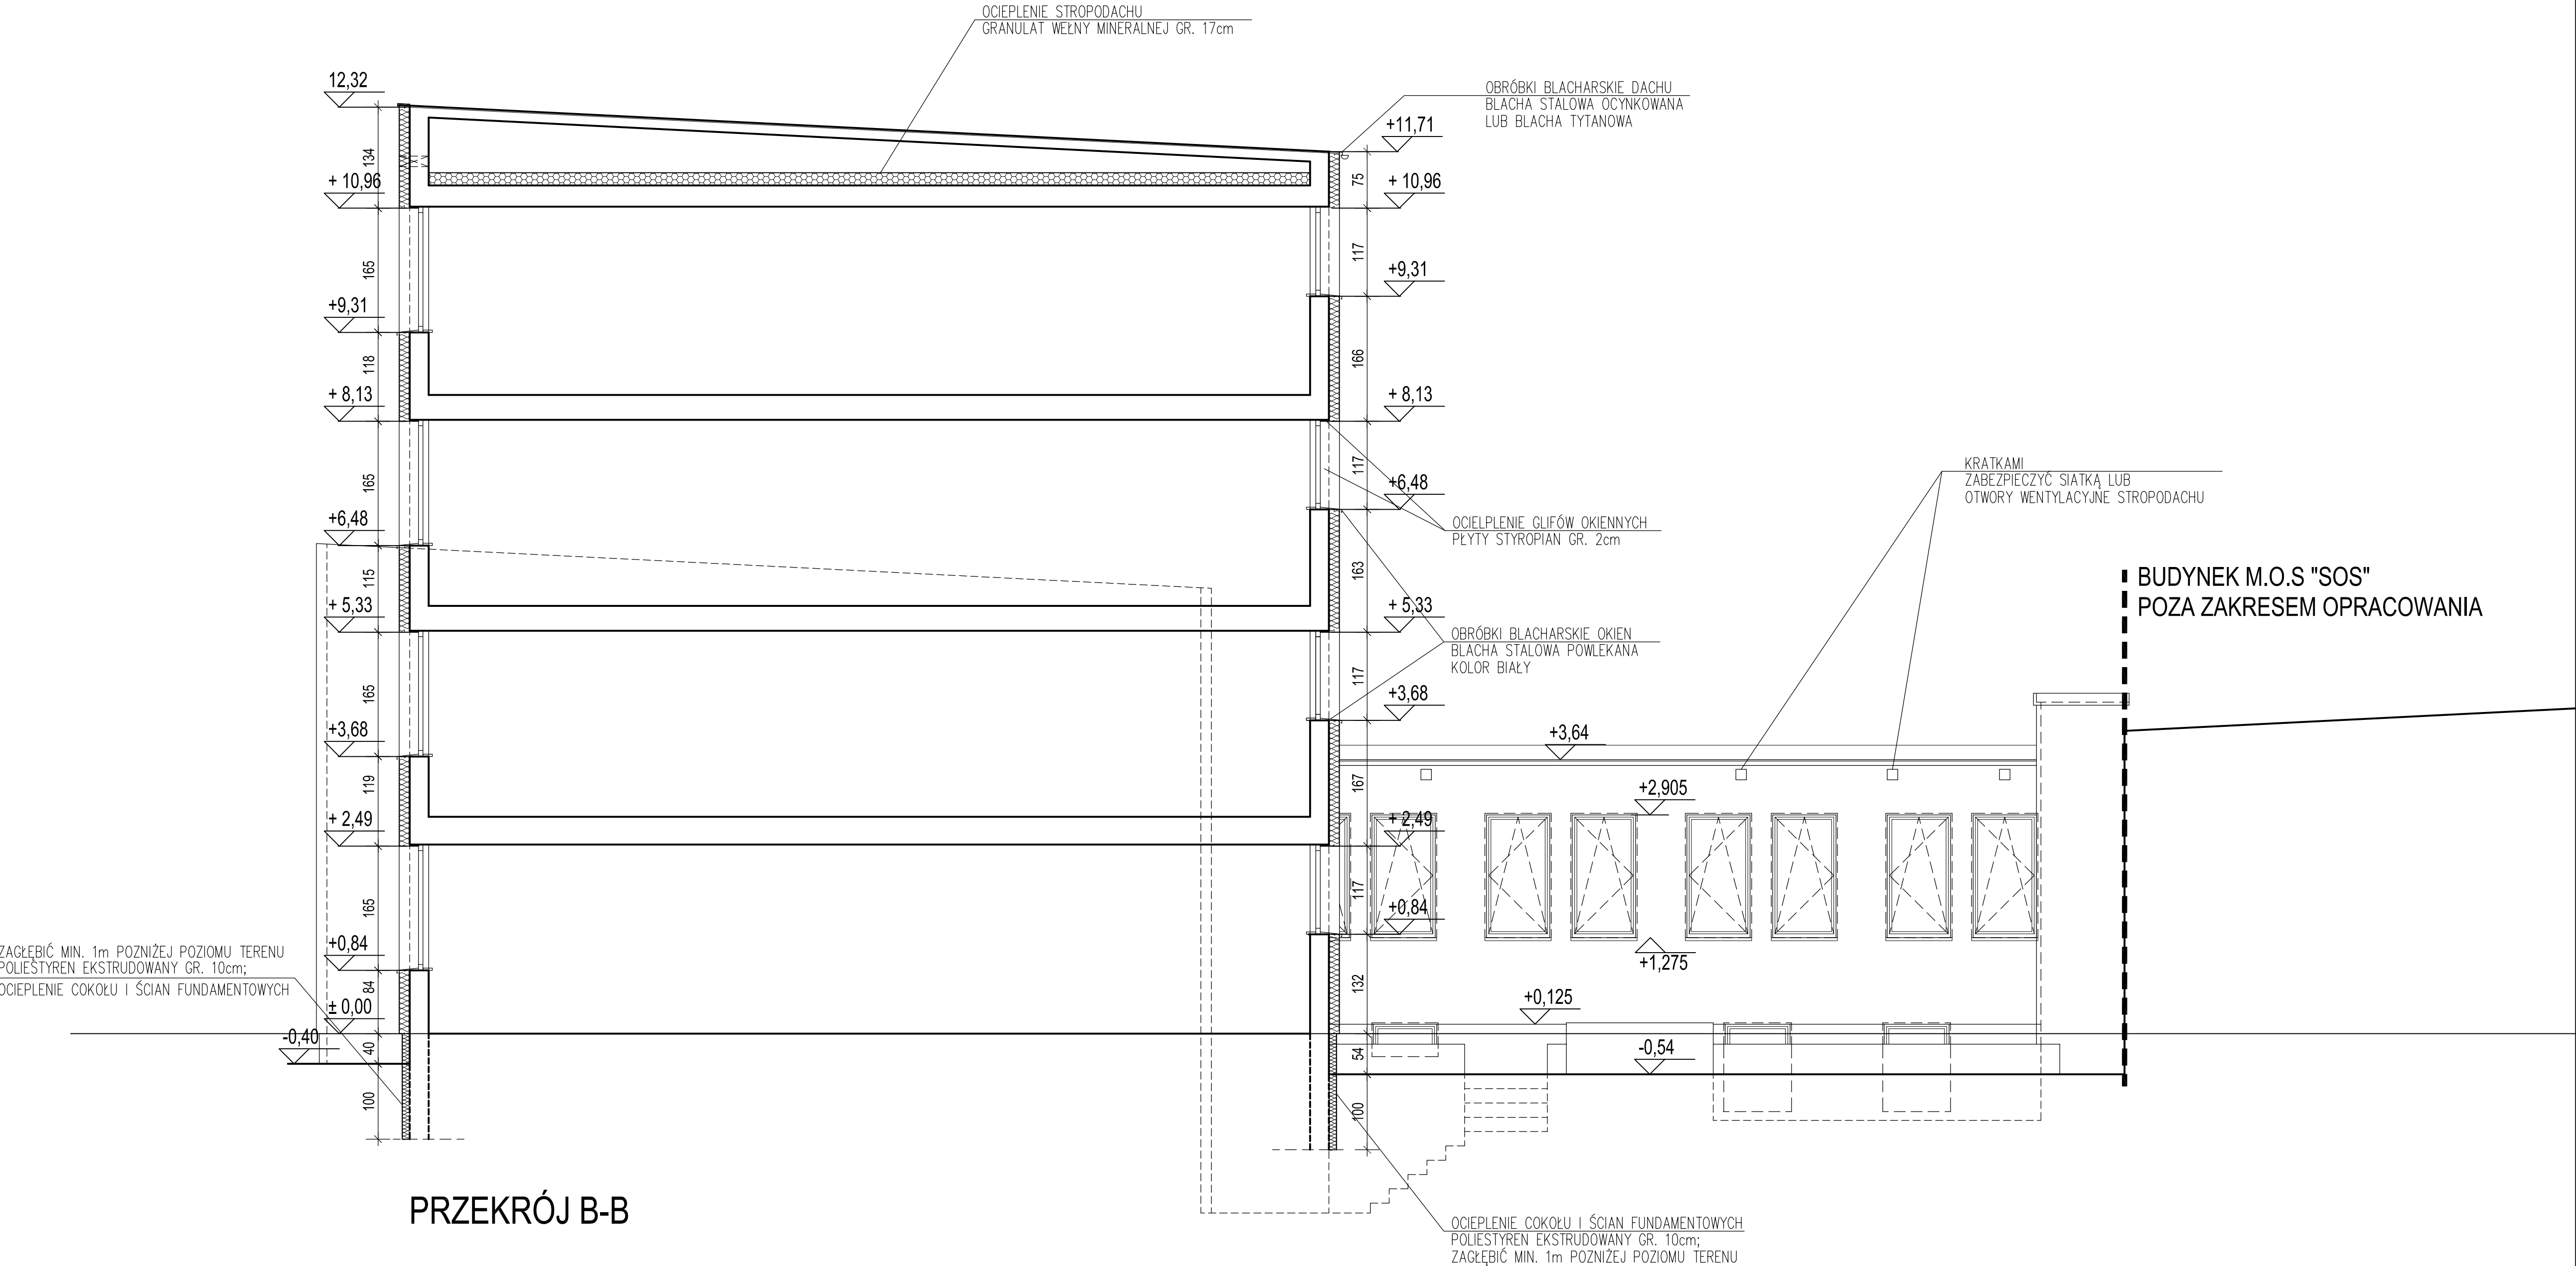 OCIEPLENIE STROPODACHU
GRANULAT WEŁNY MINERALNEJ GR. 17cm
OBRÓBKI BLACHARSKIE DACHU
BLACHA STALOWA OCYNKOWANA
LUB BLACHA TYTANOWA
12,32
134
+ 10,96
165
+9,31
118
+ 8,13
165
+6,48
115
+ 5,33
165
+3,68
119
+ 2,49
165
+0,84
84
± 0,00
-0,40
40
100
ZAGŁĘBIĆ MIN. 1m POZNIŻEJ POZIOMU TERENU
POLIESTYREN EKSTRUDOWANY GR. 10cm;
OCIEPLENIE COKOŁU I ŚCIAN FUNDAMENTOWYCH
+11,71
75
+ 10,96
117
+9,31
166
+ 8,13
117
+6,48
163
+ 5,33
117
+3,68
167
+ 2,49
117
+0,84
132
54
100
OCIELPLENIE GLIFÓW OKIENNYCH
PŁYTY STYROPIAN GR. 2cm
OBRÓBKI BLACHARSKIE OKIEN
BLACHA STALOWA POWLEKANA
KOLOR BIAŁY
KRATKAMI
ZABEZPIECZYĆ SIATKĄ LUB
OTWORY WENTYLACYJNE STROPODACHU
BUDYNEK M.O.S "SOS"
POZA ZAKRESEM OPRACOWANIA
+3,64
+2,905
+1,275
+0,125
-0,54
PRZEKRÓJ B-B
OCIEPLENIE COKOŁU I ŚCIAN FUNDAMENTOWYCH
POLIESTYREN EKSTRUDOWANY GR. 10cm;
ZAGŁĘBIĆ MIN. 1m POZNIŻEJ POZIOMU TERENU